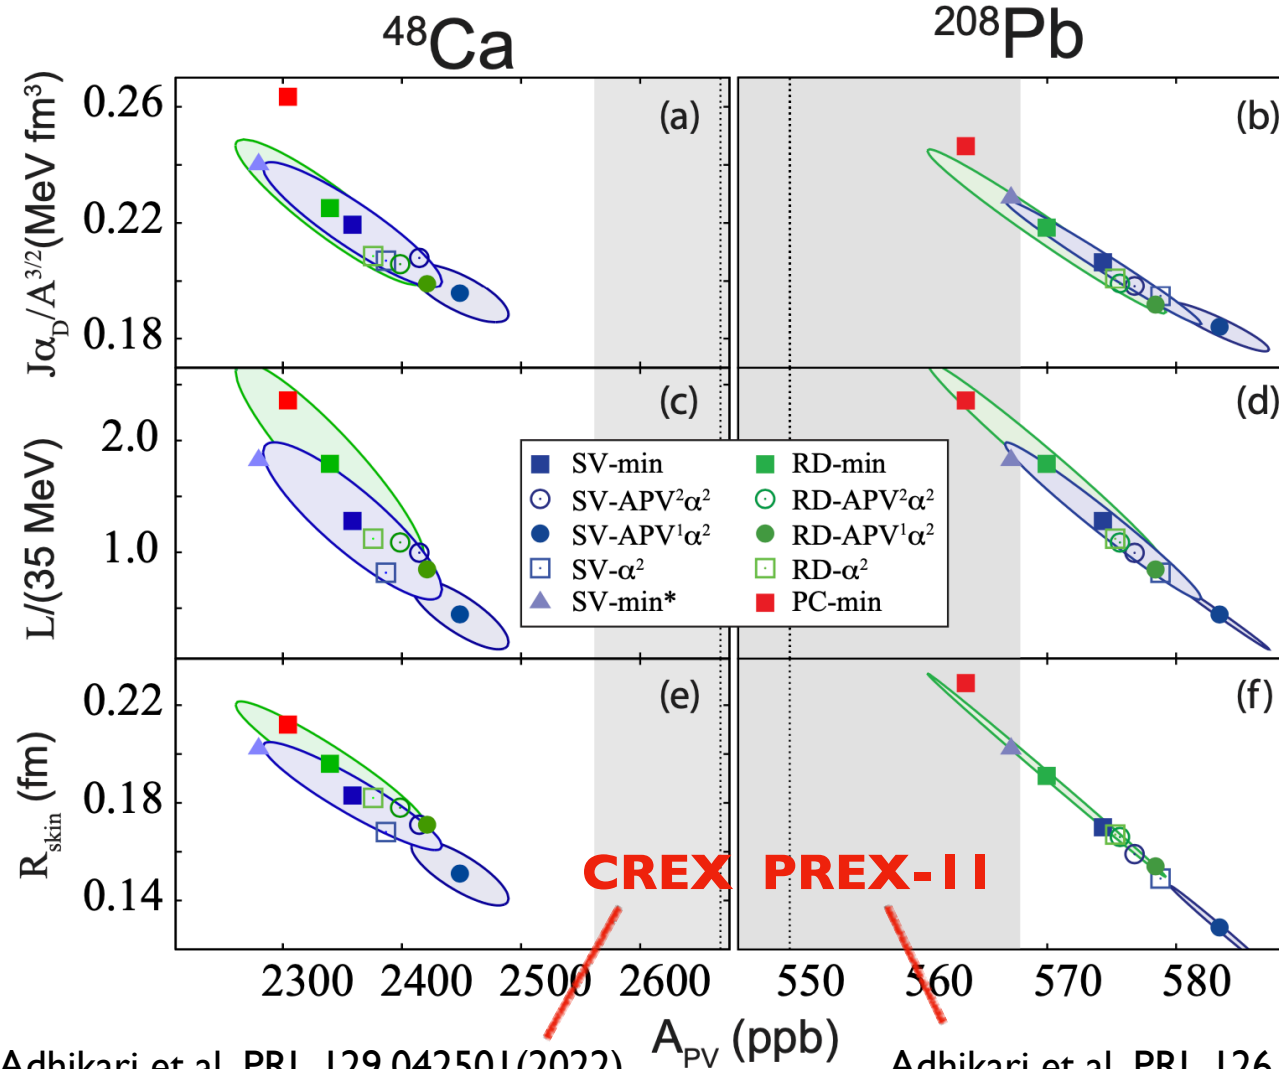 ⁴⁸Ca
²⁰⁸Pb
Jα_D/A^{3/2}(MeV fm³)
0.26
0.22
0.18
(a)
(b)
L/(35 MeV)
2.0
1.0
(c)
(d)
SV-min
RD-min
SV-APV²α²
RD-APV²α²
SV-APV¹α²
RD-APV¹α²
SV-α²
RD-α²
SV-min*
PC-min
R_skin (fm)
0.22
0.18
0.14
(e)
(f)
CREX PREX-II
2300 2400 2500 2600 550 560 570 580
A_PV (ppb)
Adhikari et al. PRL 129,042501(2022)
Adhikari et al. PRL 126